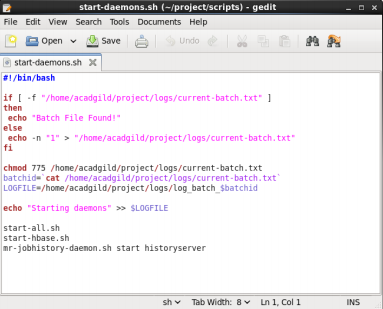 start-daemons.sh (~/project/scripts) - gedit
File Edit View Search Tools Documents Help
Open Save Undo
start-daemons.sh
#!/bin/bash
if [ -f "/home/acadgild/project/logs/current-batch.txt" ]
then
echo "Batch File Found!"
else
echo -n "1" > "/home/acadgild/project/logs/current-batch.txt"
fi
chmod 775 /home/acadgild/project/logs/current-batch.txt
batchid=`cat /home/acadgild/project/logs/current-batch.txt`
LOGFILE=/home/acadgild/project/logs/log_batch_$batchid
echo "Starting daemons" >> $LOGFILE
start-all.sh
start-hbase.sh
mr-jobhistory-daemon.sh start historyserver
sh Tab Width: 8 Ln 1, Col 1 INS